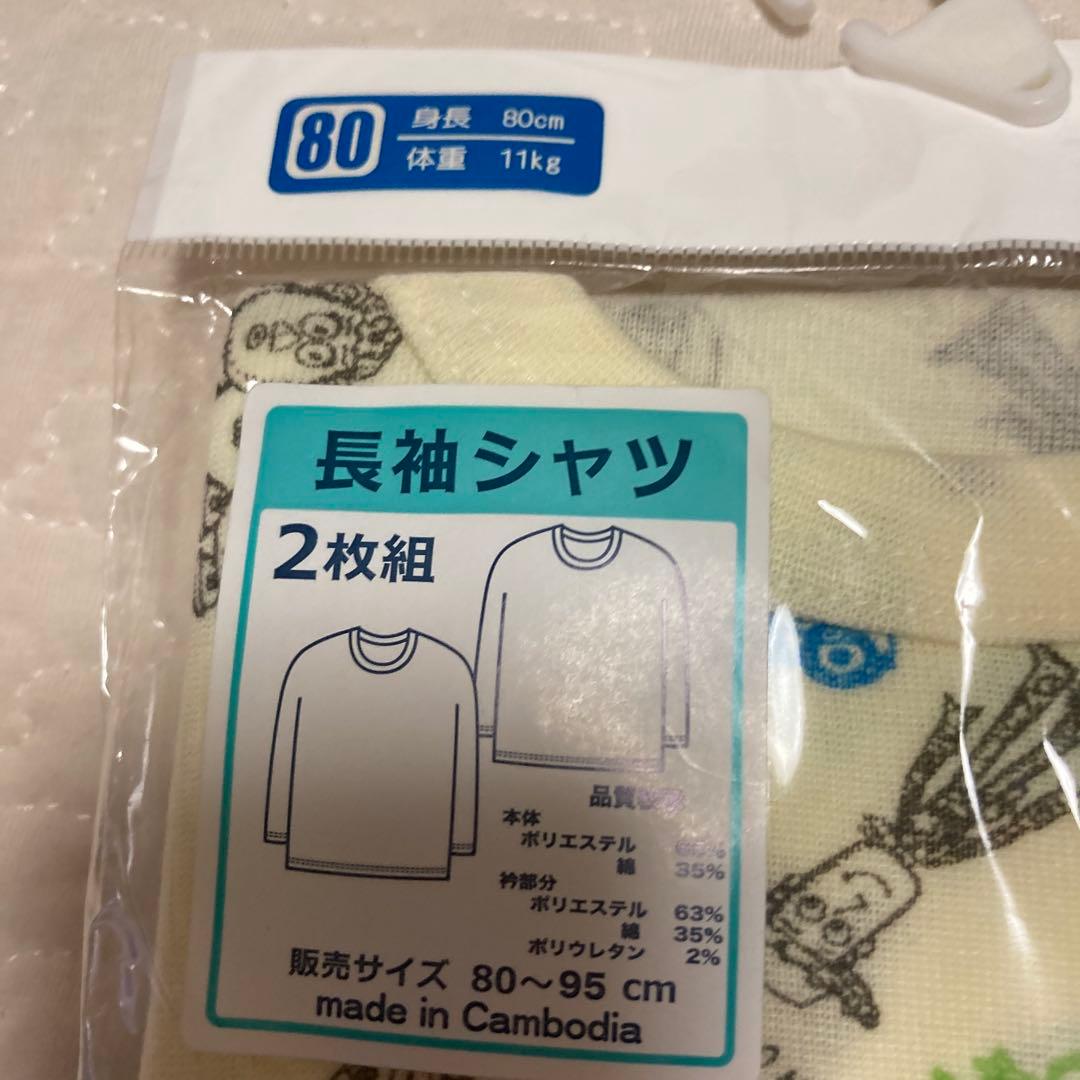 80
身長 80cm
体重 11kg
長袖シャツ
2枚組
本体
ポリエステル
綿 35%
衿部分
ポリエステル 63%
綿 35%
ポリウレタン 2%
販売サイズ 80～95 cm
made in Cambodia